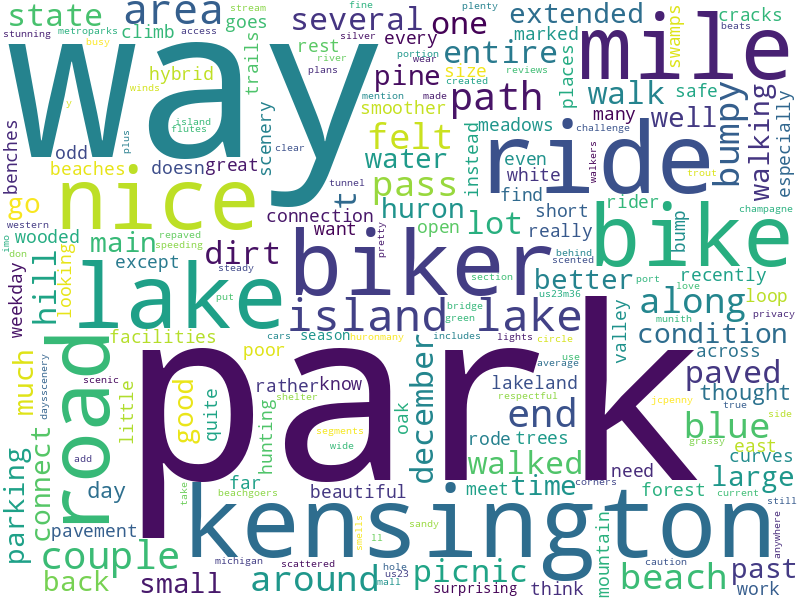 state
area
several
one
extended
cracks
stunning
metroparks
stream
goes
climb
rest
every
fine
plenty
marked
beats
busy
access
silver
portion
reviews
swamps
way
mile
trails
entire
places
hybrid
river
plans
wear
created
pine
size
path
walk
safe
winds
y
mention
made
smoother
scenery
island
flutes
plus
many
well
bumpy
walking
especially
felt
meadows
challenge
benches
odd
doesn
great
clear
water
instead
even
ride
walkers
trout
beaches
tunnel
pass
white
find
nice
t
huron
lot
short
rider
bike
champagne
go
connection
want
open
really
bump
western
repaved
speeding
wooded
main
dirt
biker
behind
scented
imo
don
looking
steady
pretty
section
better
recently
weekday
hill
except
lake
put
port
love
us23m36
along
loop
privacy
facilities
cars
season
bridge
green
island lake
munith
condition
huronmany
includes
lights
circle
valley
much
road
poor
park
use
average
across
daysscenery
scenic
little
good
quite
rather
know
december
lakeland
respectful
paved
thought
true
shelter
oak
end
jcpenny
side
segments
wide
rode
trees
blue
east
grassy
parking
connect
add
hunting
corners
need
curves
day
far
beautiful
walked
meet
time
forest
large
take
beachgoers
current
pavement
kensington
still
couple
smells
sandy
mountain
anywhere
back
small
michigan
around
scattered
ll
hole
us23
mall
picnic
surprising
think
beach
caution
past
work